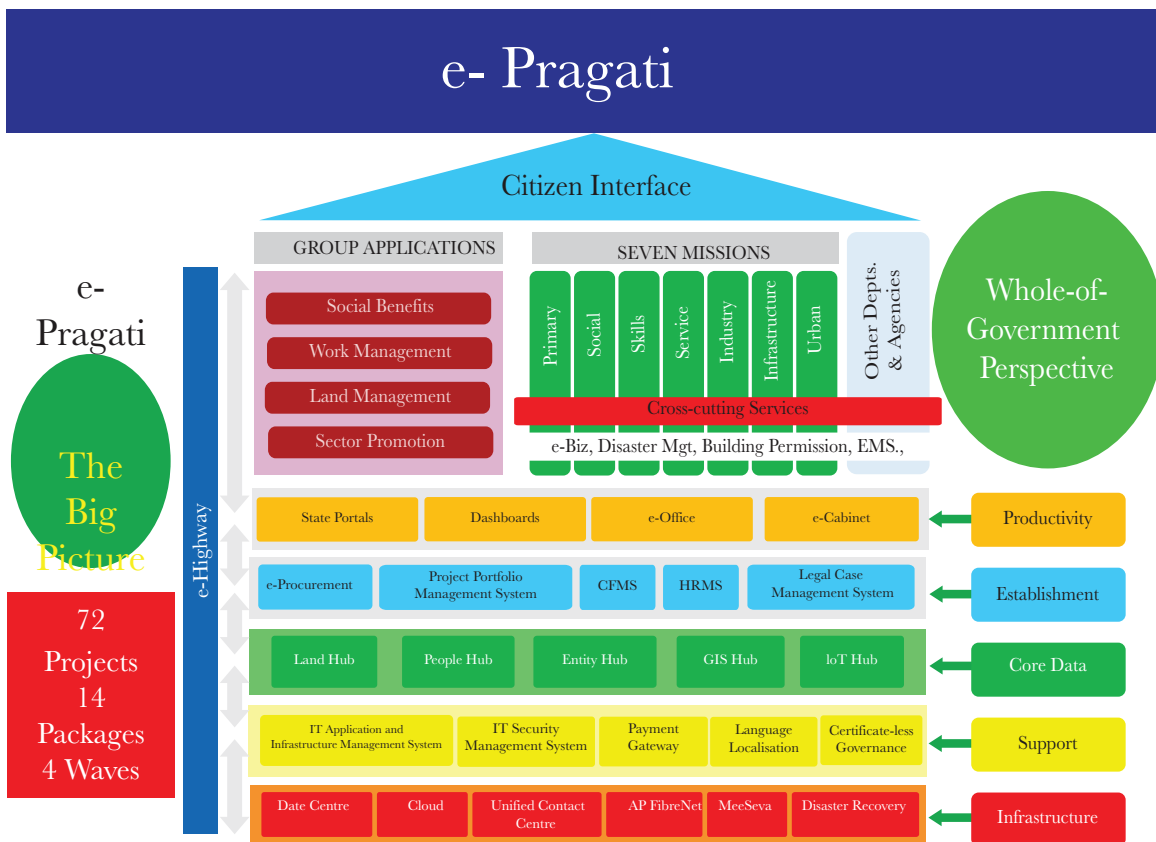 e- Pragati
Citizen Interface
GROUP APPLICATIONS
SEVEN MISSIONS
Other Depts.
& Agencies
Whole-of-
Government
Perspective
e-
Pragati
The
Big
Picture
72
Projects
14
Packages
4 Waves
e-Highway
Social Benefits
Work Management
Land Management
Sector Promotion
Primary
Social
Skills
Service
Industry
Infrastructure
Urban
Cross-cutting Services
e-Biz, Disaster Mgt, Building Permission, EMS.,
State Portals
Dashboards
e-Office
e-Cabinet
Productivity
e-Procurement
Project Portfolio
Management System
CFMS
HRMS
Legal Case
Management System
Establishment
Land Hub
People Hub
Entity Hub
GIS Hub
loT Hub
Core Data
IT Application and
Infrastructure Management System
IT Security
Management System
Payment
Gateway
Language
Localisation
Certificate-less
Governance
Support
Date Centre
Cloud
Unified Contact
Centre
AP FibreNet
MeeSeva
Disaster Recovery
Infrastructure